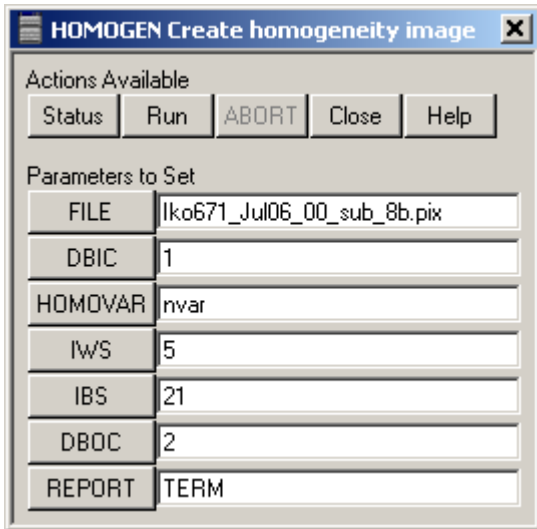 HOMOGEN Create homogeneity image
Actions Available
Status Run ABORT Close Help
Parameters to Set
FILE Iko671_Jul06_00_sub_8b.pix
DBIC 1
HOMOVAR nvar
IWS 5
IBS 21
DBOC 2
REPORT TERM